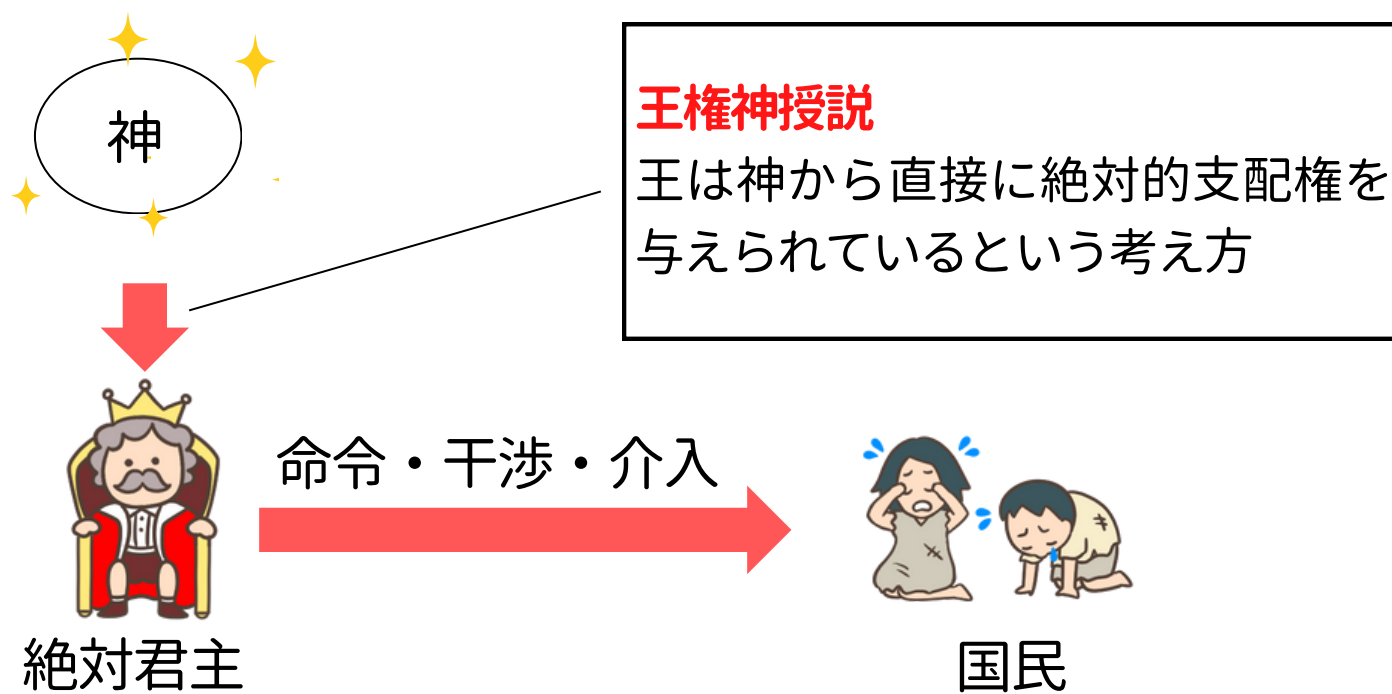 神
王権神授説
王は神から直接に絶対的支配権を
与えられているという考え方
命令・干渉・介入
絶対君主
国民